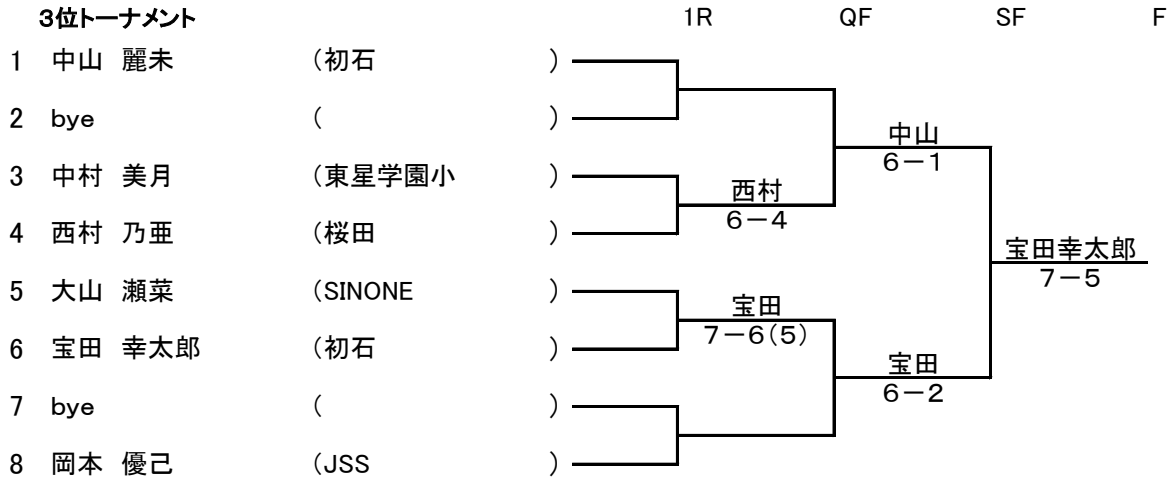 ３位トーナメント 1R QF SF F
1 中山 麗未 （初石 ）
2 bye （ ）
中山
6－1
3 中村 美月 （東星学園小 ）
西村
6－4
4 西村 乃亜 （桜田 ）
宝田幸太郎
7－5
5 大山 瀬菜 （SINONE ）
宝田
7－6（5）
6 宝田 幸太郎 （初石 ）
宝田
6－2
7 bye （ ）
8 岡本 優己 （JSS ）